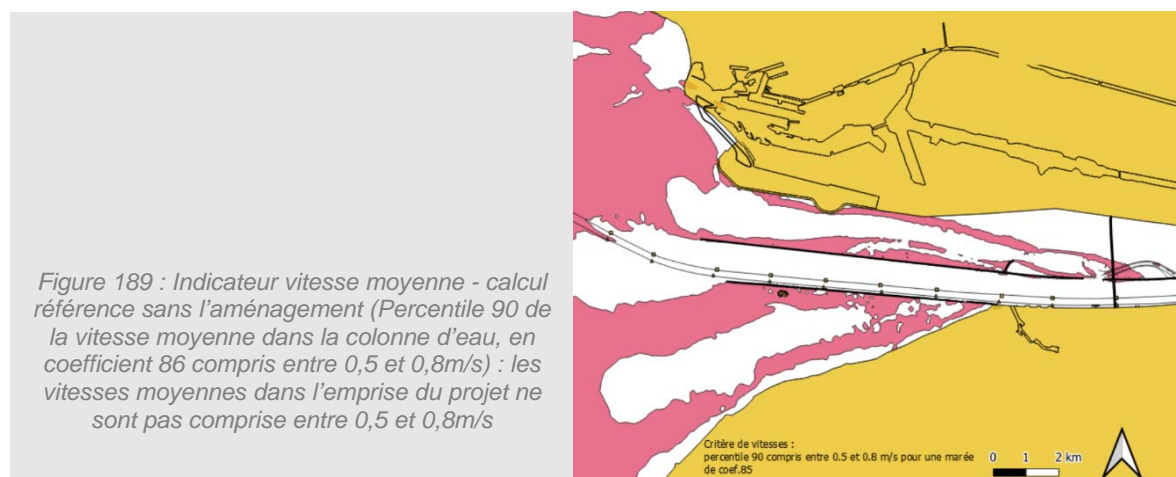 Figure 189 : Indicateur vitesse moyenne - calcul
référence sans l'aménagement (Percentile 90 de
la vitesse moyenne dans la colonne d'eau, en
coefficient 86 compris entre 0,5 et 0,8m/s) : les
vitesses moyennes dans l'emprise du projet ne
sont pas comprise entre 0,5 et 0,8m/s
Critère de vitesses :
percentile 90 compris entre 0.5 et 0.8 m/s pour une marée
de coef.85
0 1 2 km